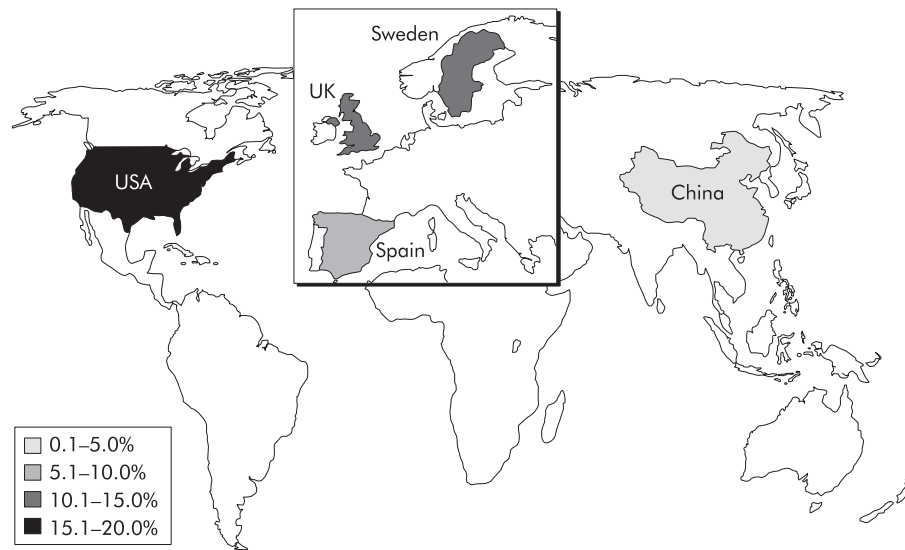 Sweden
UK
USA
China
Spain
0.1–5.0%
5.1–10.0%
10.1–15.0%
15.1–20.0%